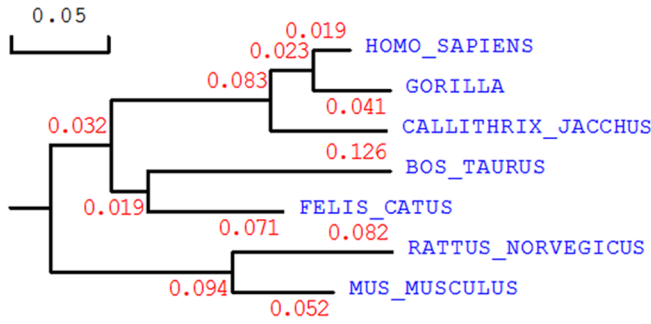 0.05
0.019
HOMO_SAPIENS
0.023
0.083
GORILLA
0.041
0.032
CALLITHRIX_JACCHUS
0.126
BOS_TAURUS
0.019
FELIS_CATUS
0.071
0.082
RATTUS_NORVEGICUS
0.094
MUS_MUSCULUS
0.052